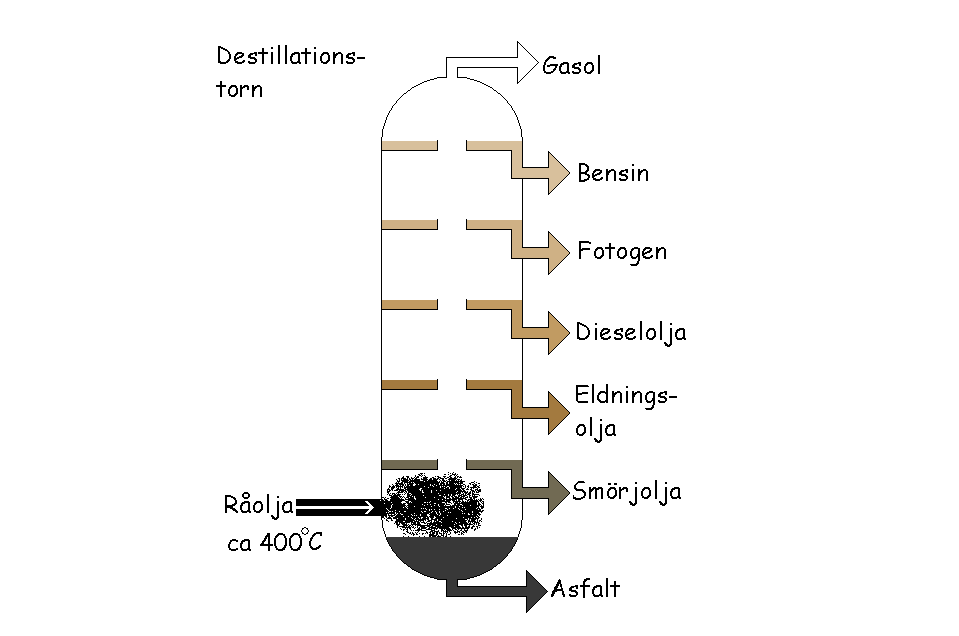 Destillations-
torn
Gasol
Bensin
Fotogen
Dieselolja
Eldnings-
olja
Smörjolja
Råolja
ca 400°C
Asfalt